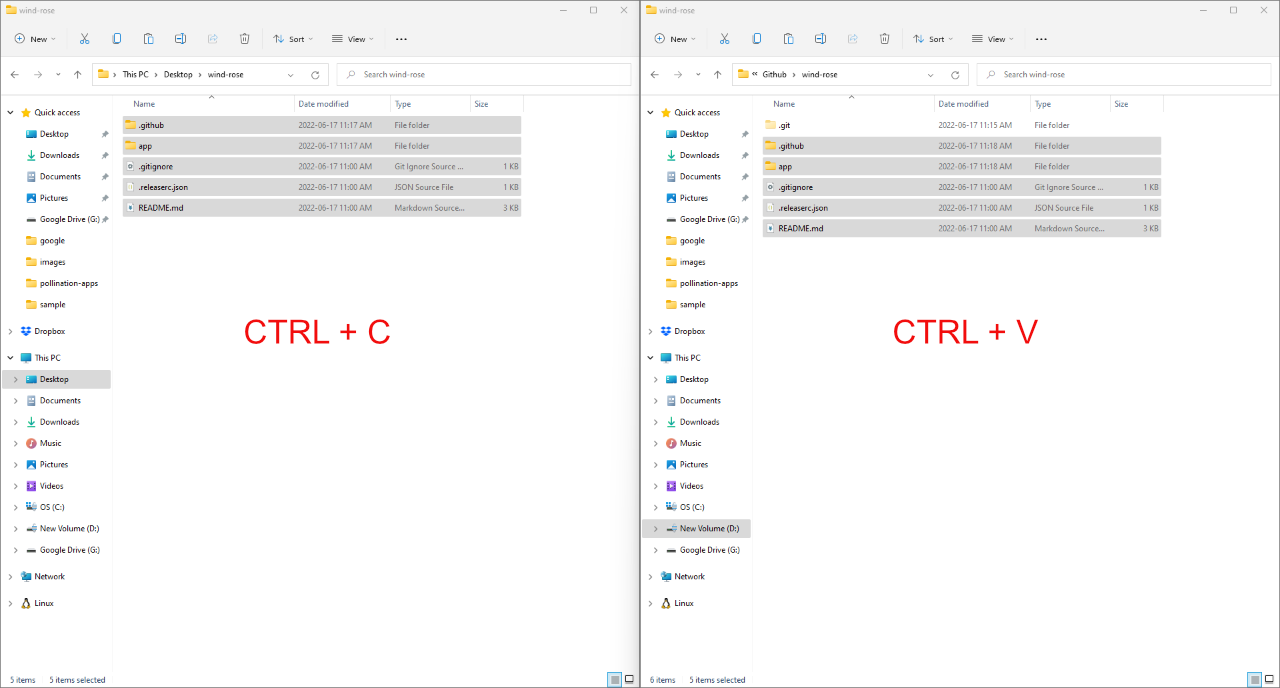 wind-rose
New
Sort
View
This PC > Desktop > wind-rose
Search wind-rose
Name Date modified Type Size
Quick access
Desktop
Downloads
Documents
Pictures
Google Drive (G:)
google
images
pollination-apps
sample
Dropbox
This PC
Desktop
Documents
Downloads
Music
Pictures
Videos
OS (C:)
New Volume (D:)
Google Drive (G:)
Network
Linux
.github 2022-06-17 11:17 AM File folder
app 2022-06-17 11:17 AM File folder
.gitignore 2022-06-17 11:00 AM Git Ignore Source ... 1 KB
.releaserc.json 2022-06-17 11:00 AM JSON Source File 1 KB
README.md 2022-06-17 11:00 AM Markdown Source... 3 KB
CTRL + C
5 items 5 items selected
wind-rose
New
Sort
View
« Github > wind-rose
Search wind-rose
Name Date modified Type Size
Quick access
Desktop
Downloads
Documents
Pictures
Google Drive (G:)
google
images
pollination-apps
sample
Dropbox
This PC
Desktop
Documents
Downloads
Music
Pictures
Videos
OS (C:)
New Volume (D:)
Google Drive (G:)
Network
Linux
.git 2022-06-17 11:15 AM File folder
.github 2022-06-17 11:18 AM File folder
app 2022-06-17 11:18 AM File folder
.gitignore 2022-06-17 11:00 AM Git Ignore Source ... 1 KB
.releaserc.json 2022-06-17 11:00 AM JSON Source File 1 KB
README.md 2022-06-17 11:00 AM Markdown Source... 3 KB
CTRL + V
6 items 5 items selected